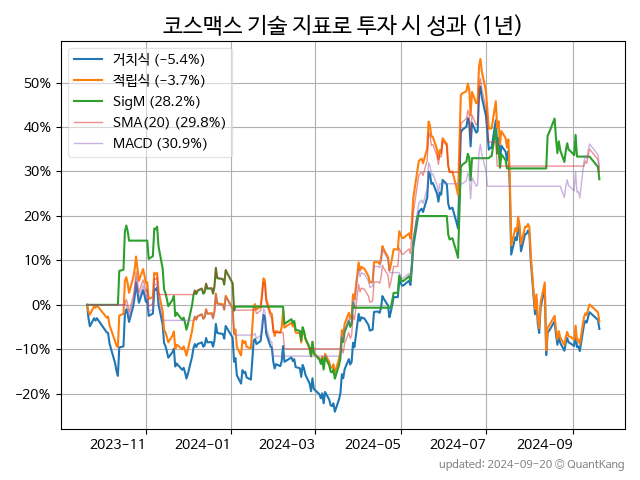 코스맥스 기술 지표로 투자 시 성과 (1년)
거치식 (−5.4%)
적립식 (−3.7%)
SigM (28.2%)
SMA(20) (29.8%)
MACD (30.9%)
50%
40%
30%
20%
10%
0%
−10%
−20%
2023-11 2024-01 2024-03 2024-05 2024-07 2024-09
updated: 2024-09-20 © QuantKang